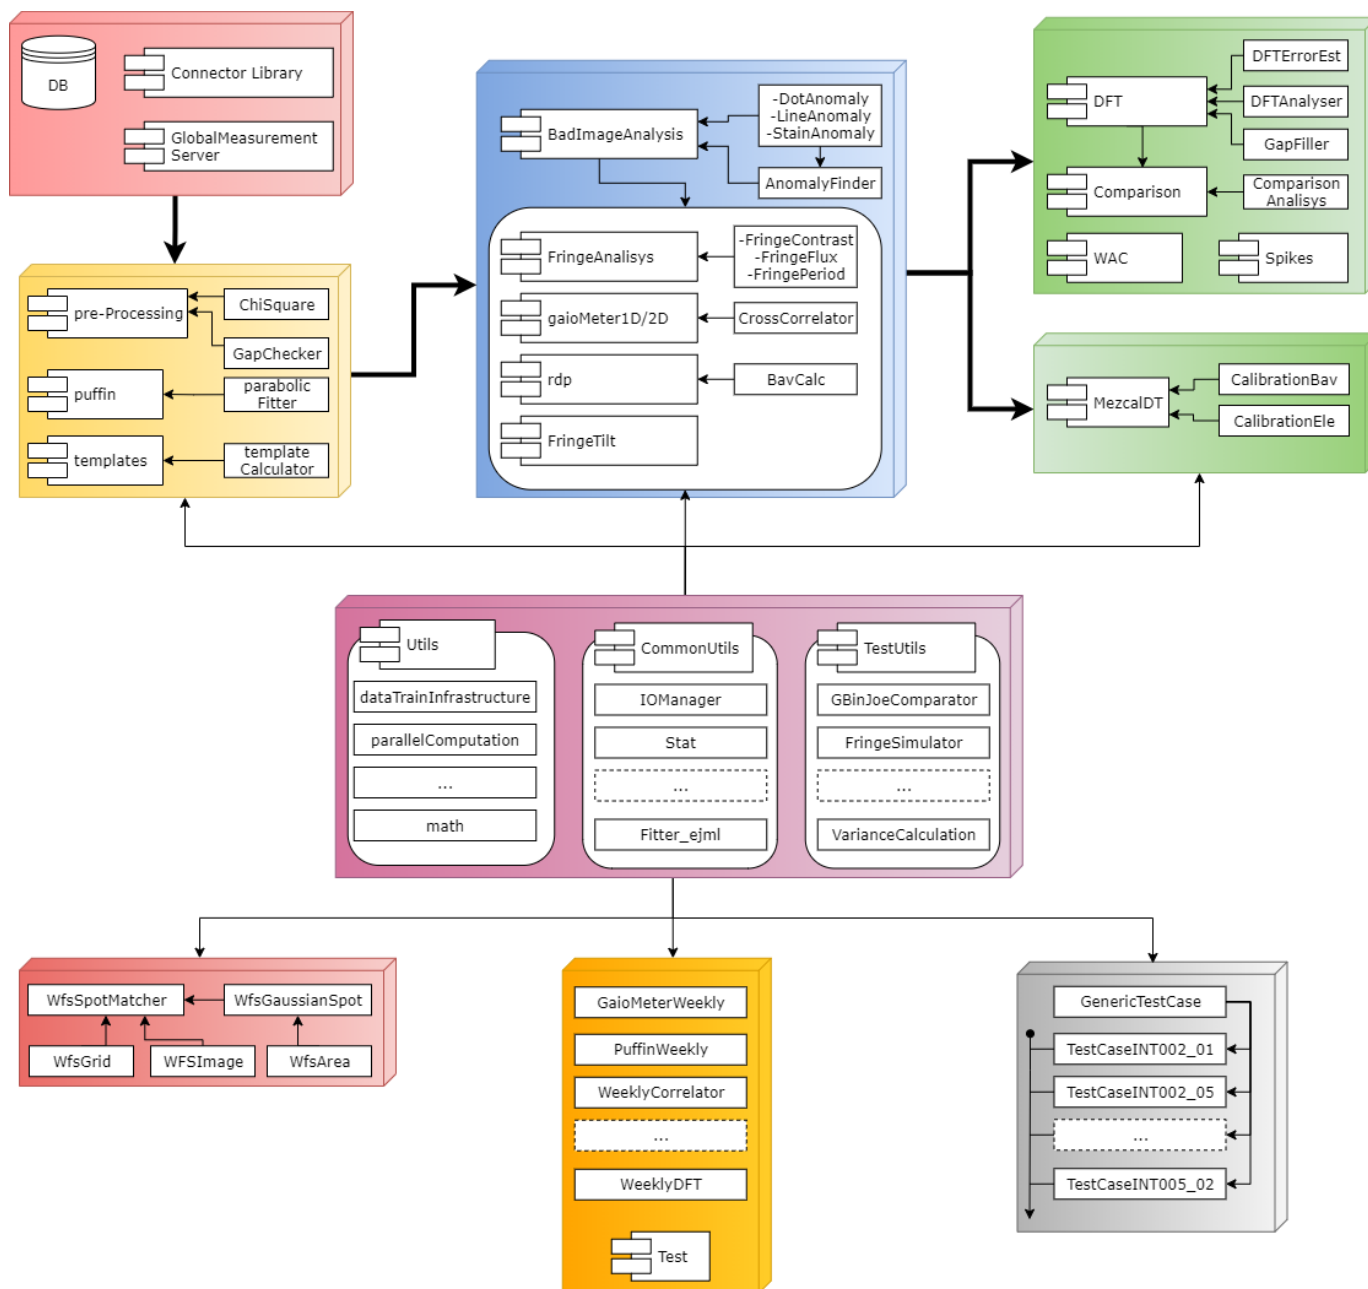 DB
Connector Library
GlobalMeasurement
Server
pre-Processing
ChiSquare
GapChecker
puffin
parabolic
Fitter
templates
template
Calculator
BadImageAnalysis
-DotAnomaly
-LineAnomaly
-StainAnomaly
AnomalyFinder
FringeAnalisys
-FringeContrast
-FringeFlux
-FringePeriod
gaioMeter1D/2D
CrossCorrelator
rdp
BavCalc
FringeTilt
DFT
DFTErrorEst
DFTAnalyser
GapFiller
Comparison
Comparison
Analisys
WAC
Spikes
MezcalDT
CalibrationBav
CalibrationEle
Utils
dataTrainInfrastructure
parallelComputation
...
math
CommonUtils
IOManager
Stat
...
Fitter_ejml
TestUtils
GBinJoeComparator
FringeSimulator
...
VarianceCalculation
WfsSpotMatcher
WfsGaussianSpot
WfsGrid
WFSImage
WfsArea
GaioMeterWeekly
PuffinWeekly
WeeklyCorrelator
...
WeeklyDFT
Test
GenericTestCase
TestCaseINT002_01
TestCaseINT002_05
...
TestCaseINT005_02